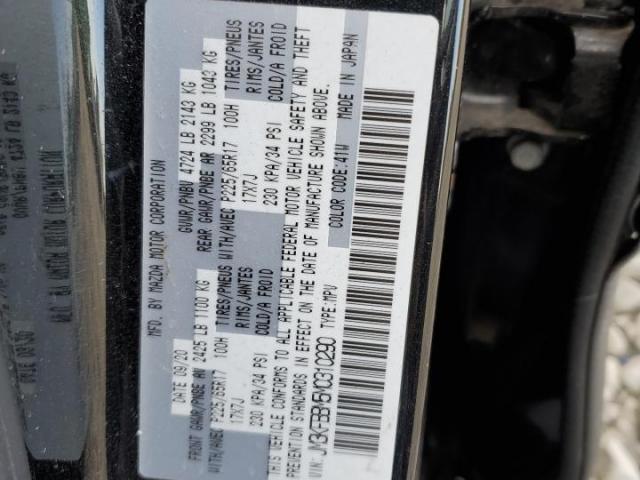 MFD. BY MAZDA MOTOR CORPORATION
DATE 09/20 GVWR/PNBV 4724 LB 2143 KG
FRONT GAWR/PNBE AV 2425 LB 1100 KG REAR GAWR/PNBE AR 2299 LB 1043 KG
WITH/AVEC P225/65R17 100H TIRES/PNEUS WITH/AVEC P225/65R17 100H TIRES/PNEUS
17X7J RIMS/JANTES 17X7J RIMS/JANTES
230 KPA/34 PSI COLD/A FROID 230 KPA/34 PSI COLD/A FROID
THIS VEHICLE CONFORMS TO ALL APPLICABLE FEDERAL MOTOR VEHICLE SAFETY AND THEFT
PREVENTION STANDARDS IN EFFECT ON THE DATE OF MANUFACTURE SHOWN ABOVE.
COLOR CODE:41W MADE IN JAPAN
VIN: TYPE:MPV